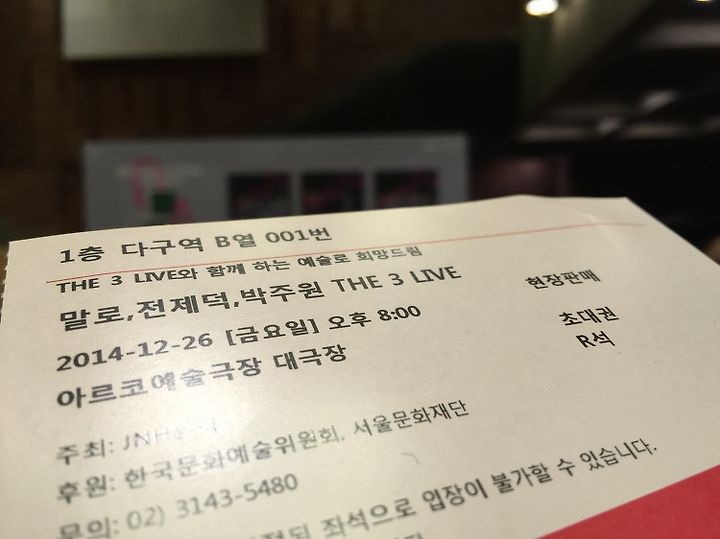 1층 다구역 B열 001번
THE 3 LIVE와 함께 하는 예술로 희망드림
말로,전제덕,박주원 THE 3 LIVE
현장판매
2014-12-26 [금요일] 오후 8:00
초대권
아르코예술극장 대극장
R석
주최:
후원: 한국문화예술위원회, 서울문화재단
문의: 02) 3143-5480
좌석으로 입장이 불가할 수 있습니다.